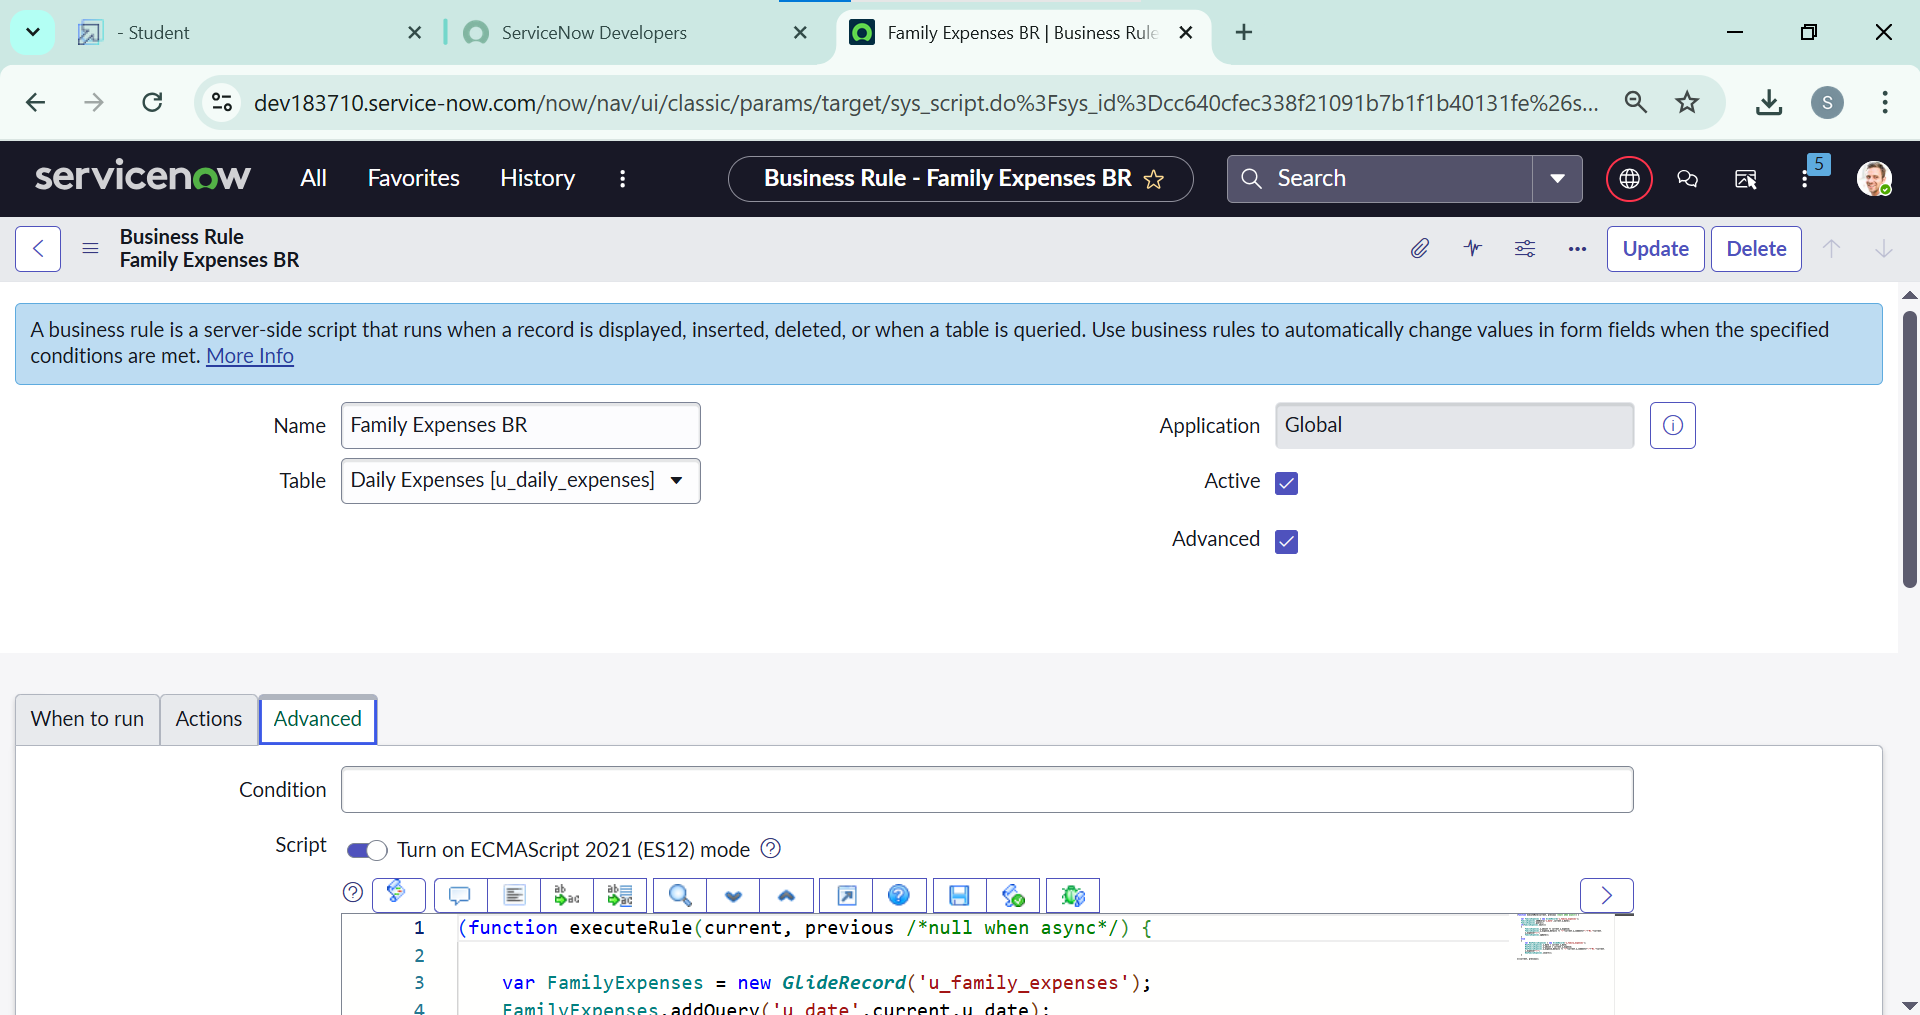 - Student
ServiceNow Developers
Family Expenses BR | Business Rule
dev183710.service-now.com/now/nav/ui/classic/params/target/sys_script.do%3Fsys_id%3Dcc640cfec338f21091b7b1f1b40131fe%26s...
S
servicenow
All
Favorites
History
Business Rule - Family Expenses BR
Search
5
Business Rule
Family Expenses BR
Update
Delete
A business rule is a server-side script that runs when a record is displayed, inserted, deleted, or when a table is queried. Use business rules to automatically change values in form fields when the specified
conditions are met. More Info
Name
Family Expenses BR
Application
Global
Table
Daily Expenses [u_daily_expenses]
Active
Advanced
When to run
Actions
Advanced
Condition
Script
Turn on ECMAScript 2021 (ES12) mode
1 (function executeRule(current, previous /*null when async*/) {
2
3 var FamilyExpenses = new GlideRecord('u_family_expenses');
4 FamilyExpenses.addQuery('u_date',current.u_date);